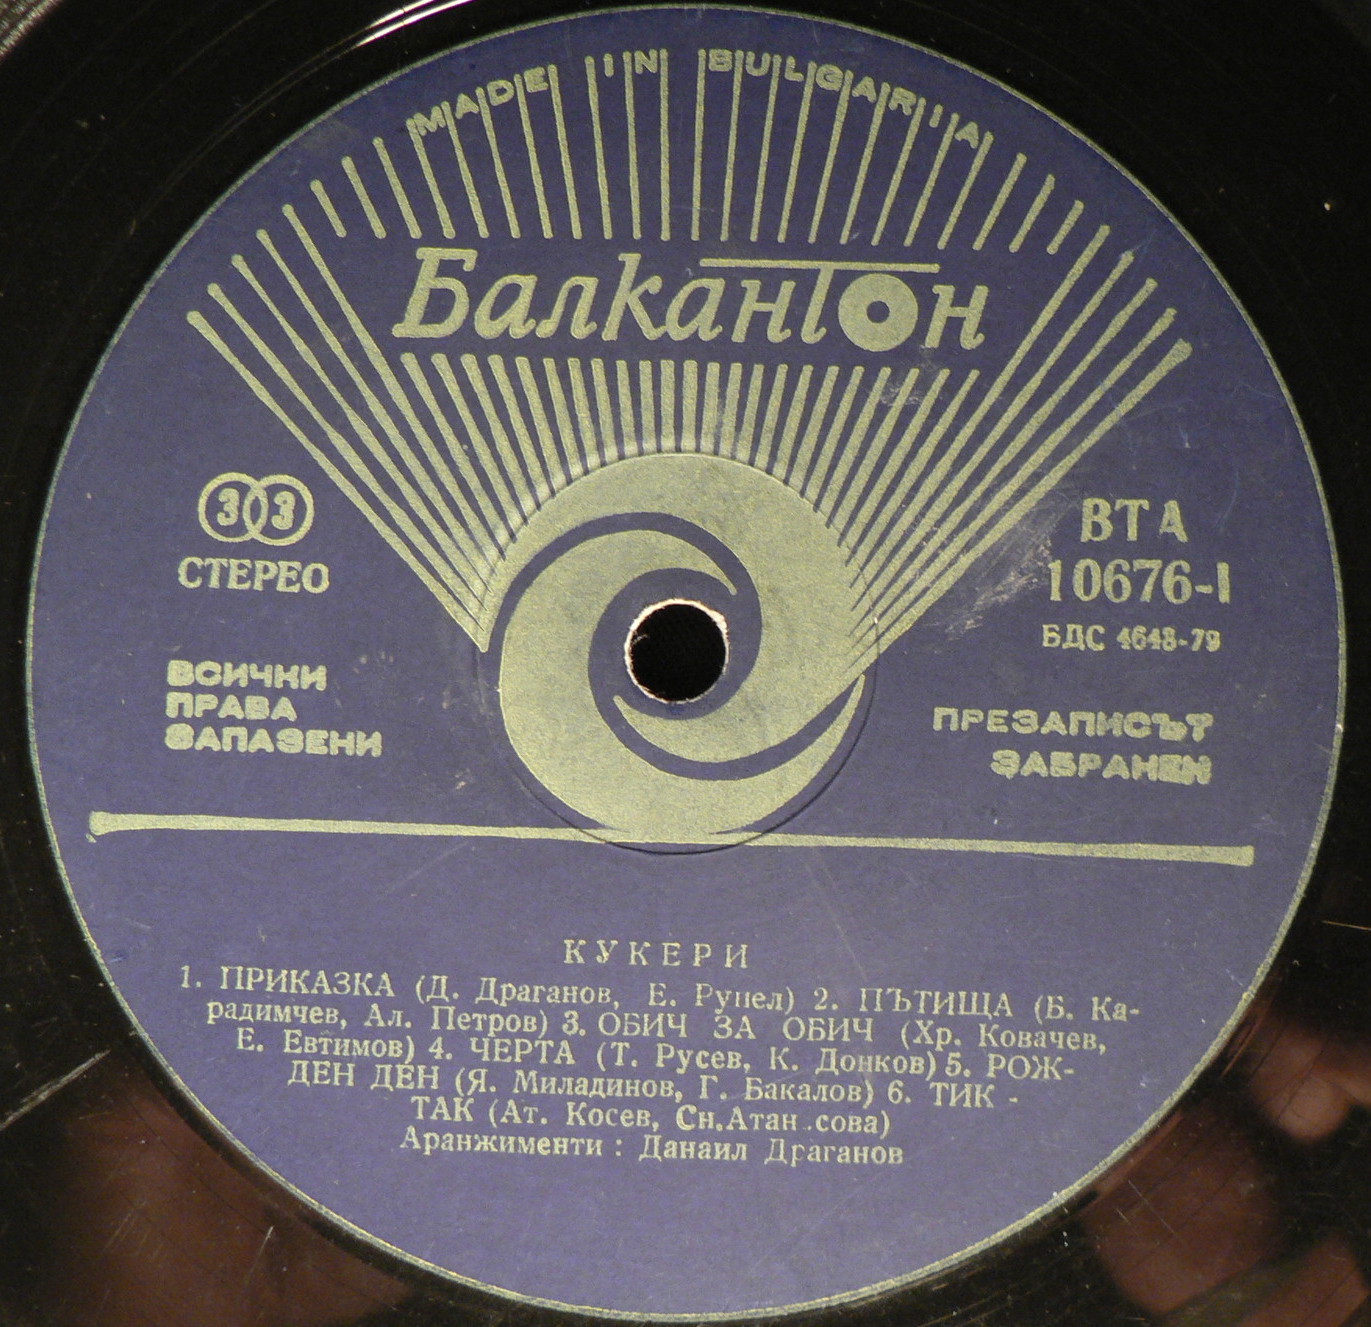 MADE IN BULGARIA
Балкантон
33
СТЕРЕО
ВТА
10676-I
БДС 4643-79
ВСИЧКИ
ПРАВА
ЗАПАЗЕНИ
ПРЕЗАПИСЪТ
ЗАБРАНЕН
КУКЕРИ
1. ПРИКАЗКА (Д. Драганов, Е. Рупел) 2. ПЪТИЩА (Б. Ка-
радимчев, Ал. Петров) 3. ОБИЧ ЗА ОБИЧ (Хр. Ковачев,
Е. Евтимов) 4. ЧЕРТА (Т. Русев, К. Донков) 5. РОЖ-
ДЕН ДЕН (Я. Миладинов, Г. Бакалов) 6. ТИК -
ТАК (Ат. Косев, Сн. Атан.сова)
Аранжименти : Данаил Драганов